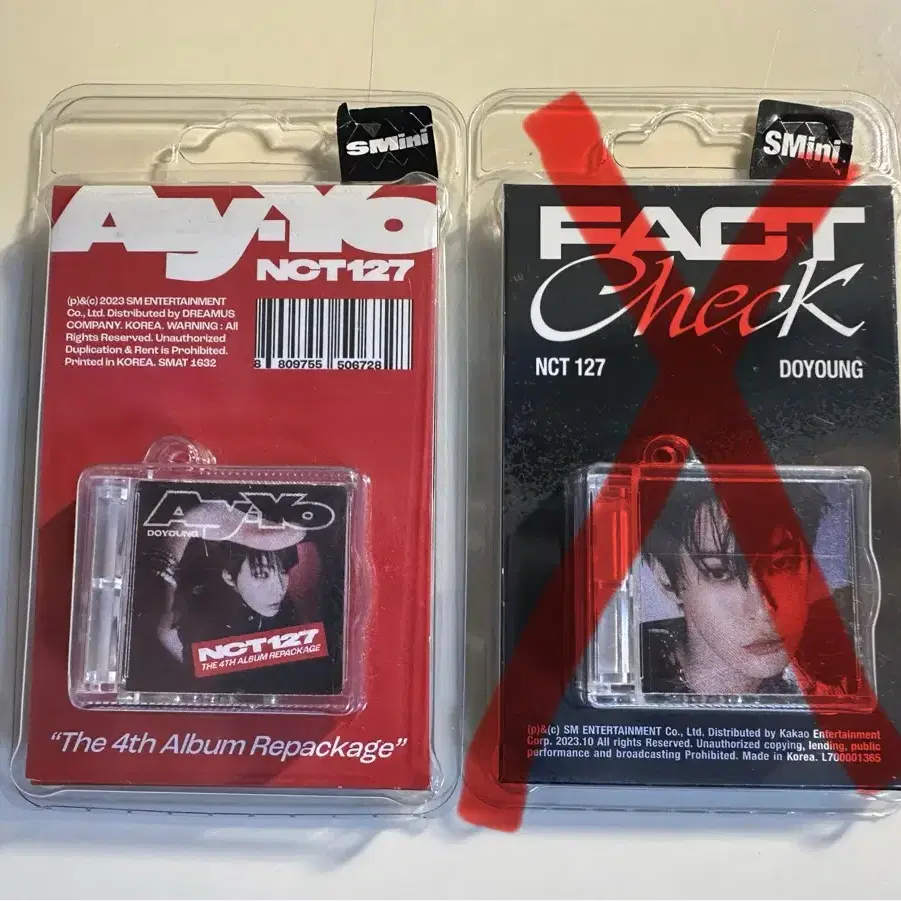 SMini
Ay-Yo
NCT127
(p)&(c) 2023 SM ENTERTAINMENT
Co., Ltd. Distributed by DREAMUS
COMPANY. KOREA. WARNING : All
Rights Reserved. Unauthorized
Duplication & Rent is Prohibited.
Printed in KOREA. SMAT 1632
8 809755 506728
Ay-Yo
DOYOUNG
NCT127
THE 4TH ALBUM REPACKAGE
“The 4th Album Repackage”
SMini
FACT
Check
NCT 127
DOYOUNG
(p)&(c) SM ENTERTAINMENT Co., Ltd. Distributed by Kakao Entertainment
Corp. 2023.10 All rights Reserved. Unauthorized copying, lending, public
performance and broadcasting Prohibited. Made in Korea. L700001365